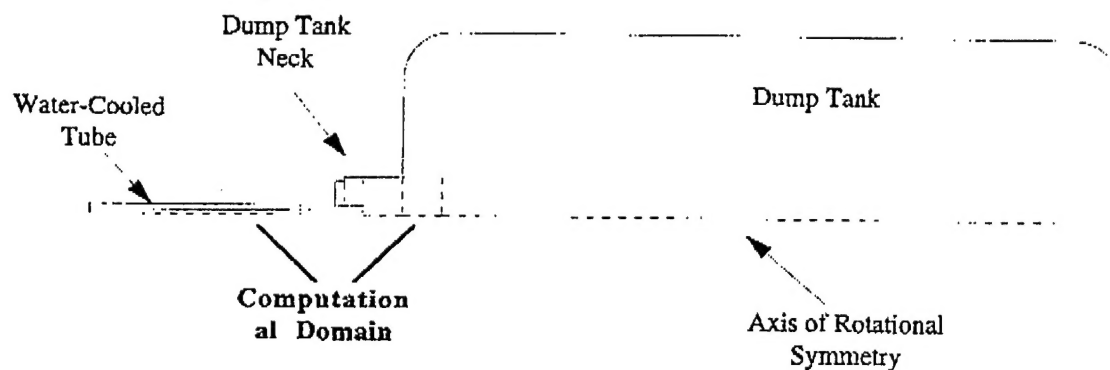 Dump Tank
Neck
Water-Cooled
Tube
Dump Tank
Computation
al Domain
Axis of Rotational
Symmetry